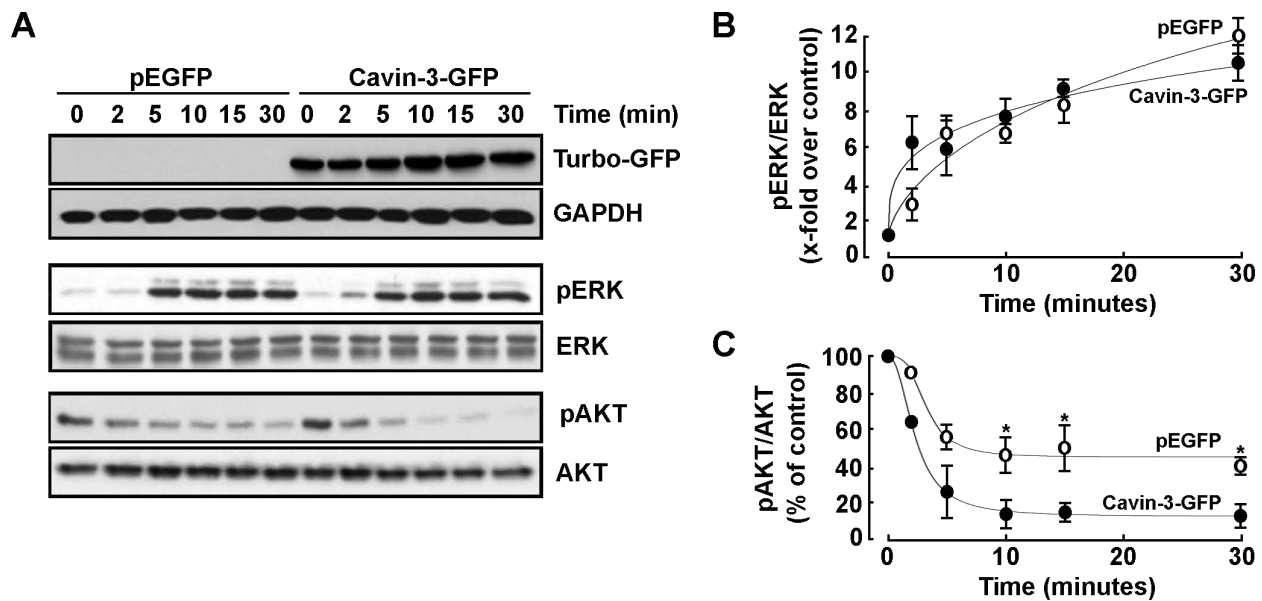 A
pEGFP Cavin-3-GFP
0 2 5 10 15 30 0 2 5 10 15 30 Time (min)
Turbo-GFP
GAPDH
pERK
ERK
pAKT
AKT
B
pERK/ERK
(x-fold over control)
12
10
8
6
4
2
0
pEGFP
Cavin-3-GFP
0 10 20 30
Time (minutes)
C
pAKT/AKT
(% of control)
100
80
60
40
20
0
* * *
pEGFP
Cavin-3-GFP
0 10 20 30
Time (minutes)